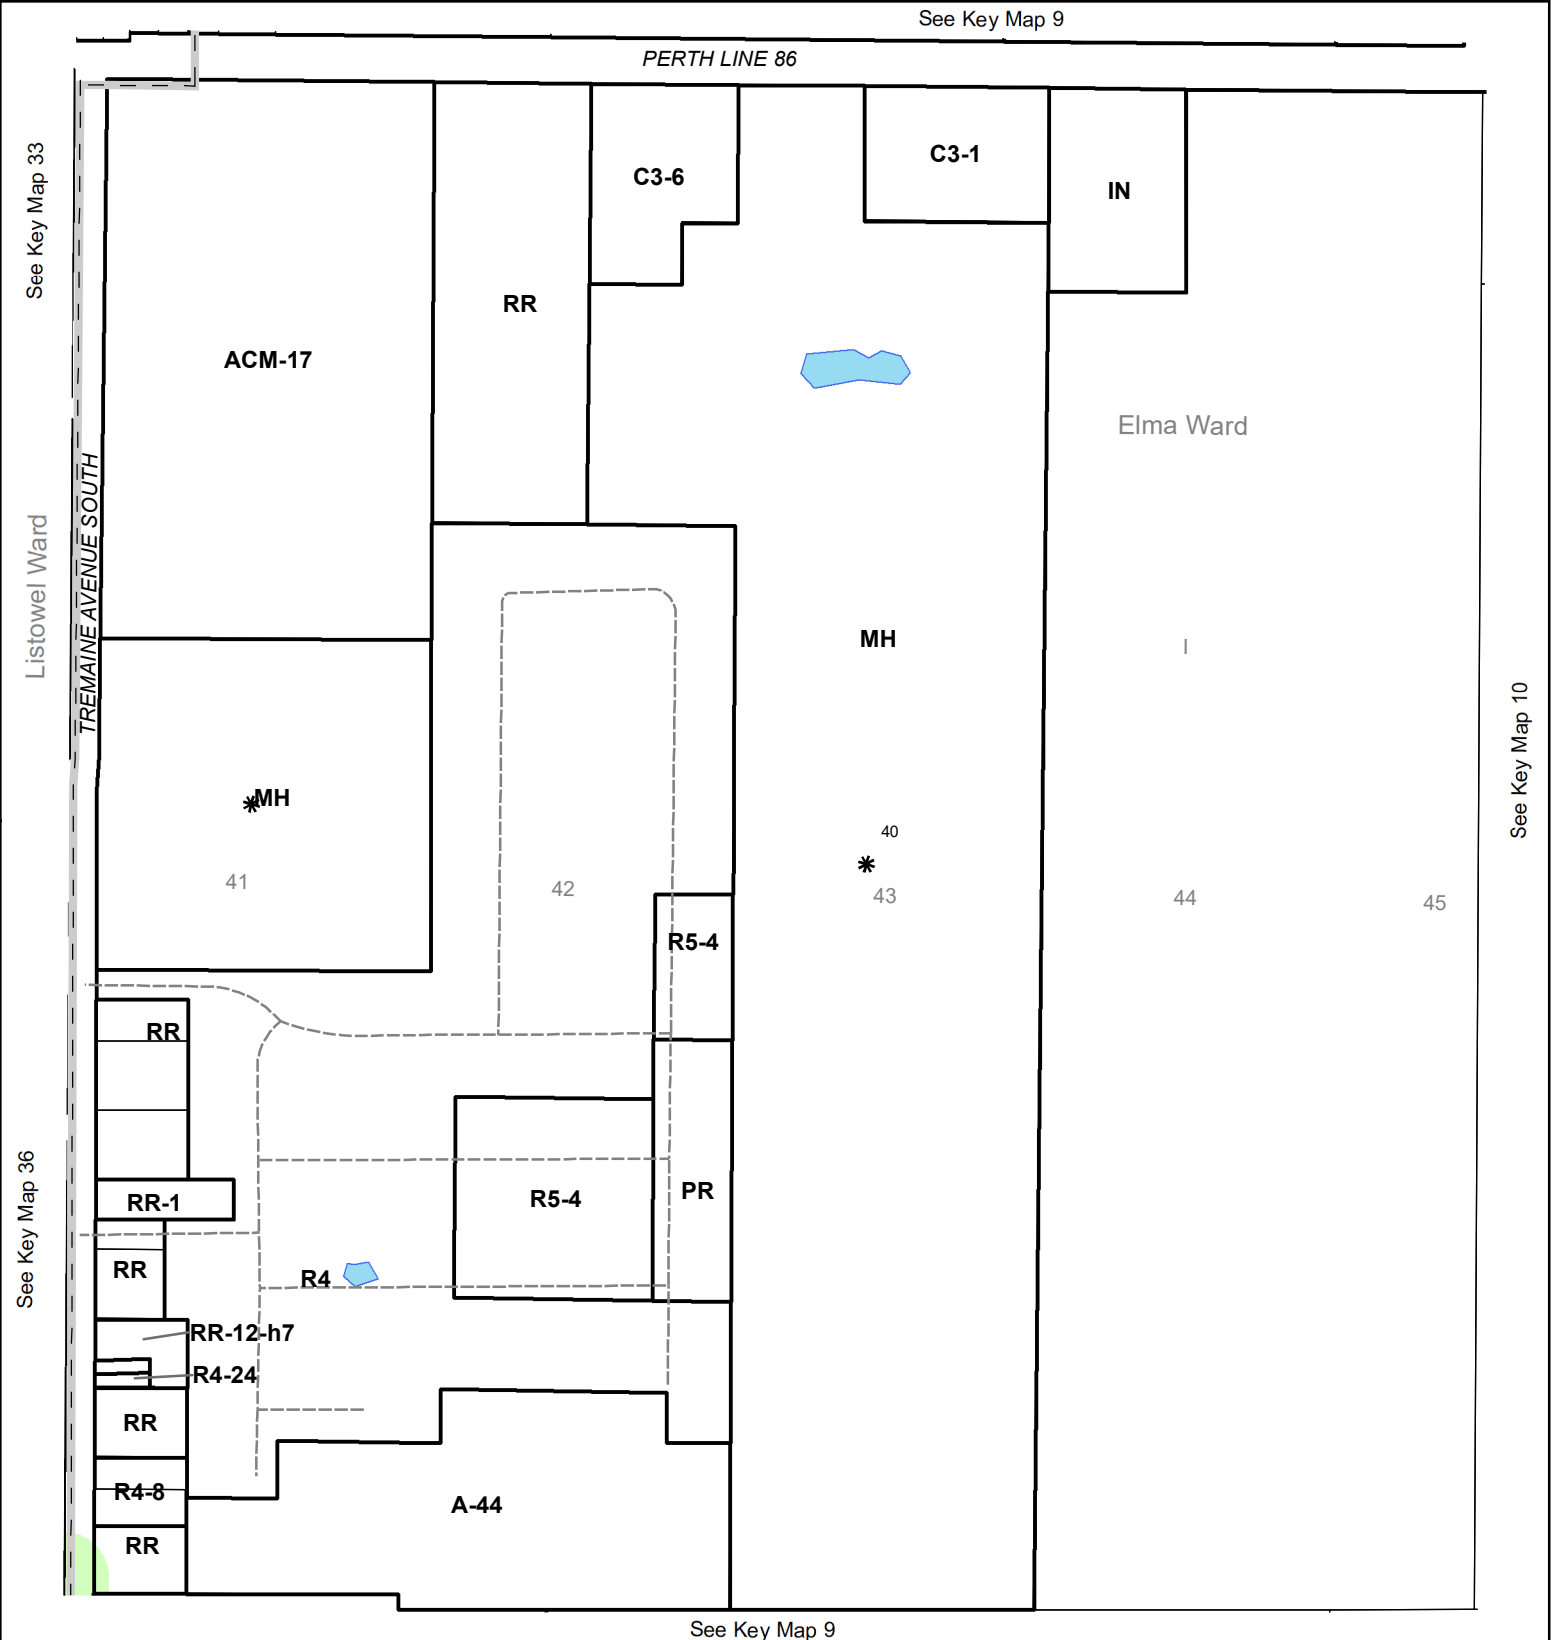 See Key Map 9
PERTH LINE 86
See Key Map 33
C3-1
C3-6
IN
RR
ACM-17
Elma Ward
Listowel Ward
TREMAINE AVENUE SOUTH
MH
I
See Key Map 10
MH
40
41
42
43
44
45
R5-4
RR
See Key Map 36
RR-1
R5-4
PR
RR
R4
RR-12-h7
R4-24
RR
R4-8
A-44
RR
See Key Map 9